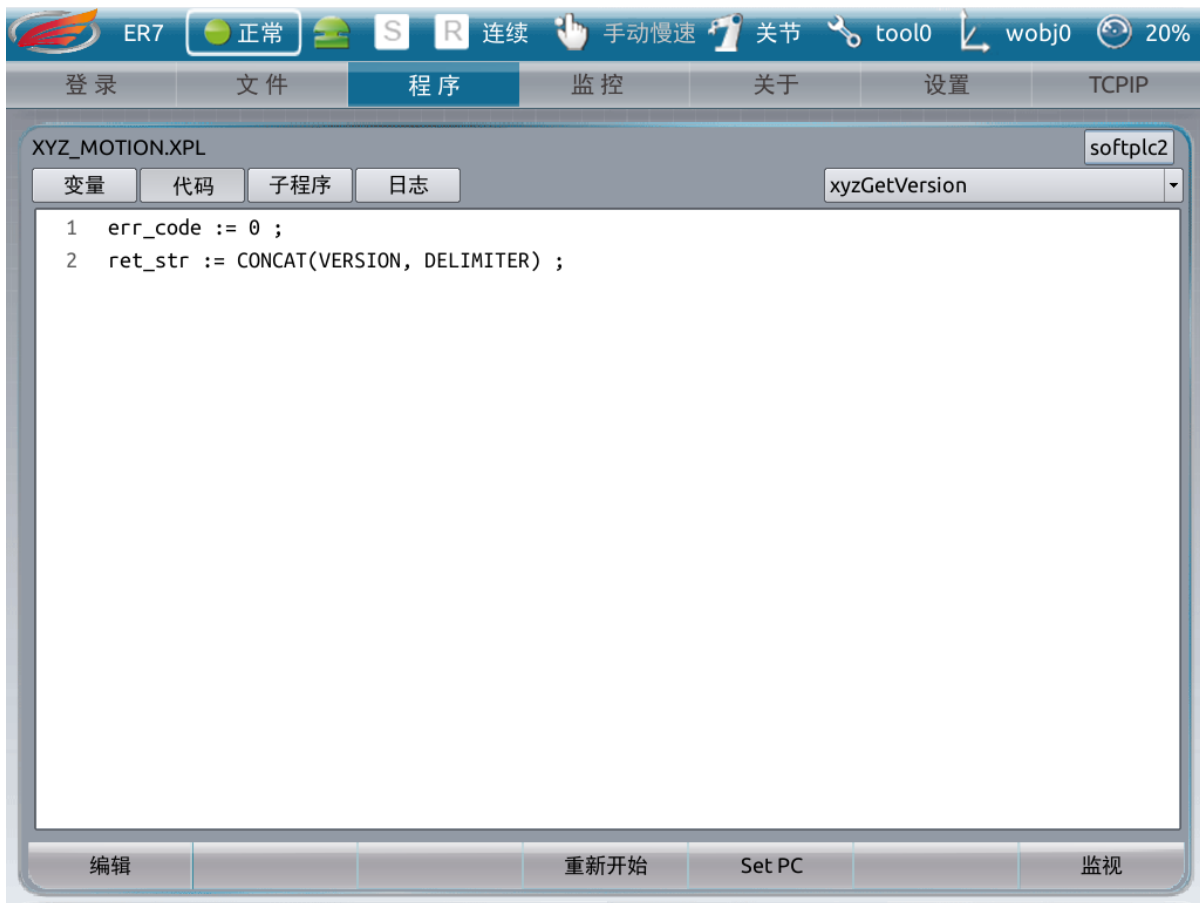 ER7 正常 S R 连续 手动慢速 关节 tool0 wobj0 20%
登录 文件 程序 监控 关于 设置 TCPIP
XYZ_MOTION.XPL softplc2
变量 代码 子程序 日志 xyzGetVersion
1 err_code := 0 ;
2 ret_str := CONCAT(VERSION, DELIMITER) ;
编辑 重新开始 Set PC 监视